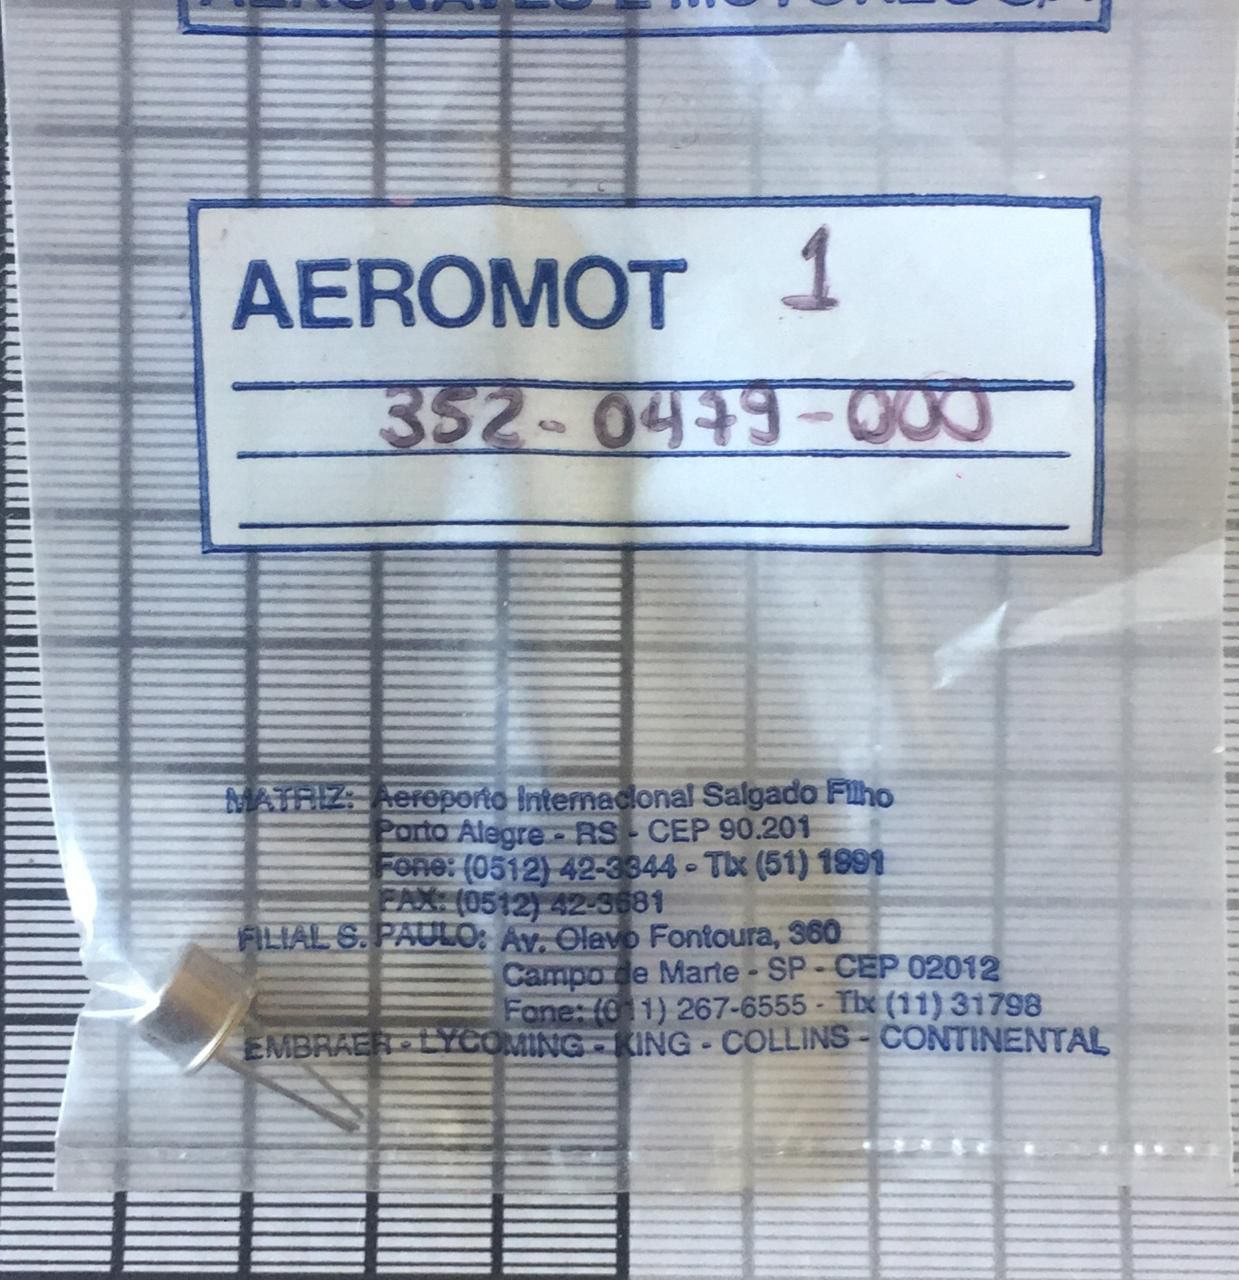 AERONAVES E MOTORES S/A
AEROMOT 1
352-0479-000
MATRIZ: Aeroporto Internacional Salgado Filho
Porto Alegre - RS - CEP 90.201
Fone: (0512) 42-3344 - Tlx (51) 1991
FAX: (0512) 42-3681
FILIAL S. PAULO: Av. Olavo Fontoura, 360
Campo de Marte - SP - CEP 02012
Fone: (011) 267-6555 - Tlx (11) 31798
EMBRAER - LYCOMING - KING - COLLINS - CONTINENTAL